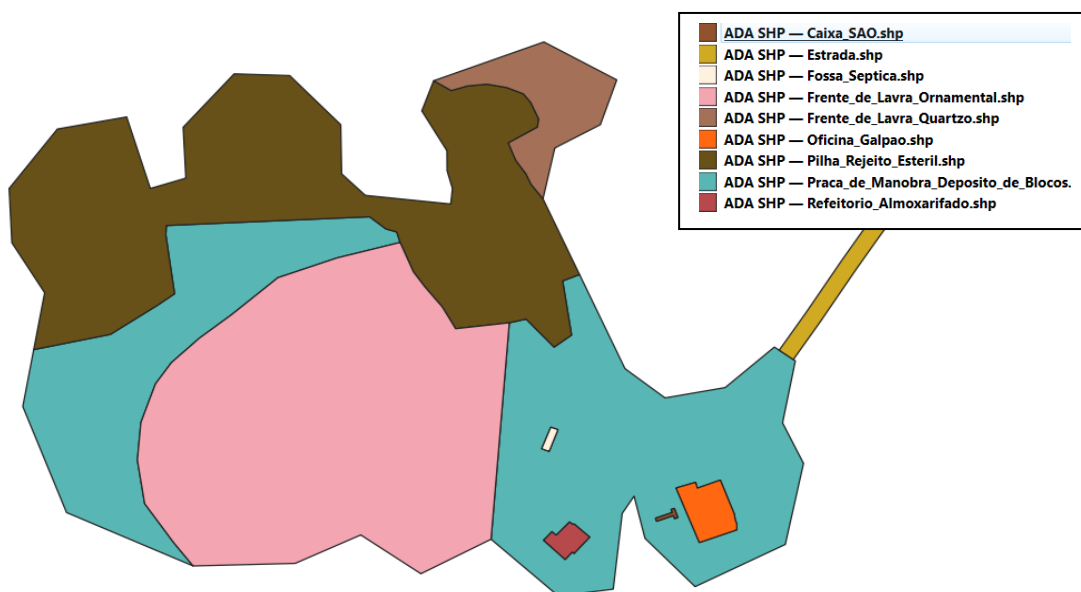 ADA SHP — Caixa_SAO.shp
ADA SHP — Estrada.shp
ADA SHP — Fossa_Septica.shp
ADA SHP — Frente_de_Lavra_Ornamental.shp
ADA SHP — Frente_de_Lavra_Quartzo.shp
ADA SHP — Oficina_Galpao.shp
ADA SHP — Pilha_Rejeito_Esteril.shp
ADA SHP — Praca_de_Manobra_Deposito_de_Blocos.
ADA SHP — Refeitorio_Almoxarifado.shp